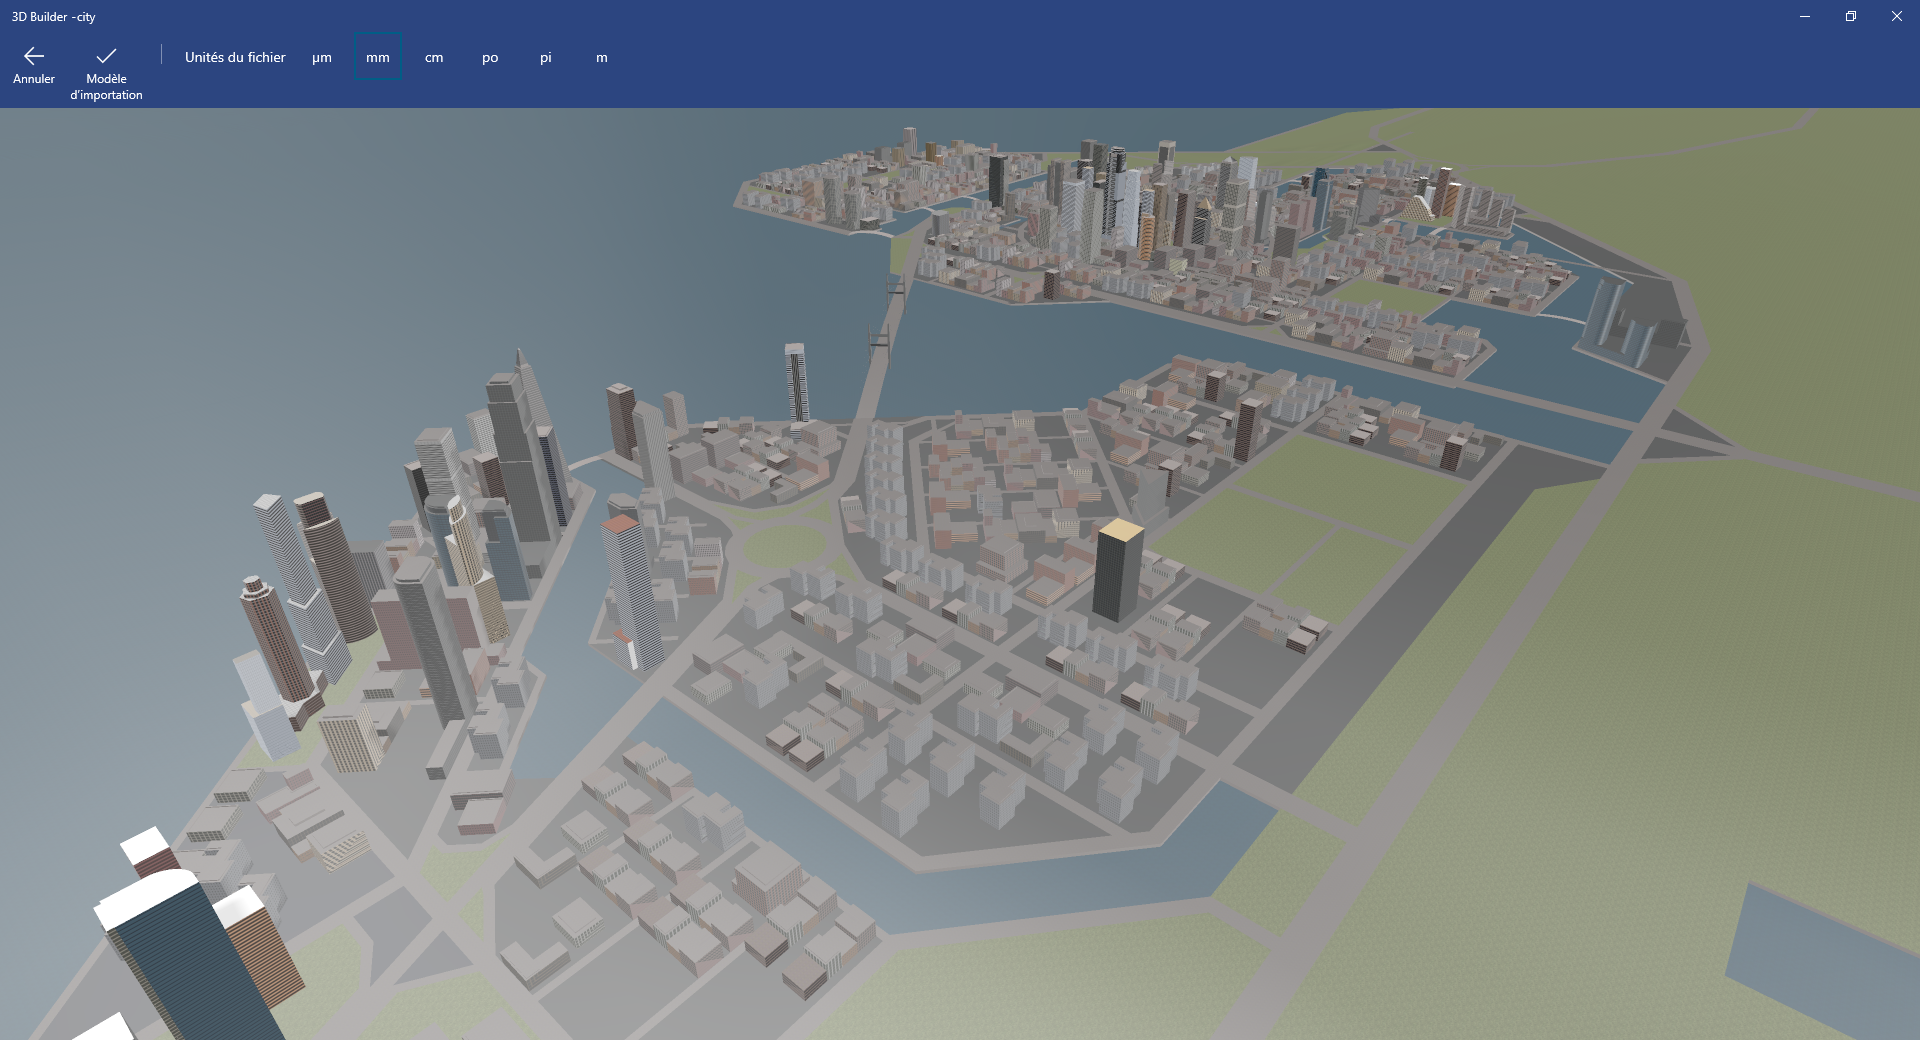 3D Builder -city
Annuler
Modèle
d'importation
Unités du fichier
µm
mm
cm
po
pi
m